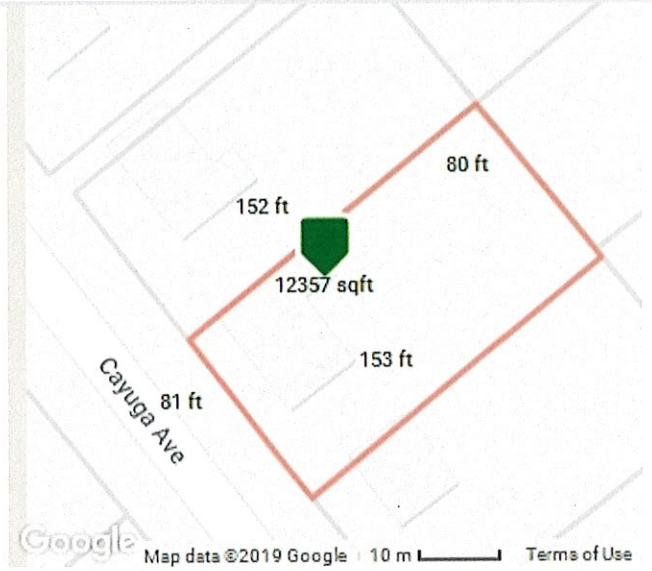 80 ft
152 ft
12357 sqft
153 ft
81 ft
Cayuga Ave
Google
Map data ©2019 Google
10 m
Terms of Use